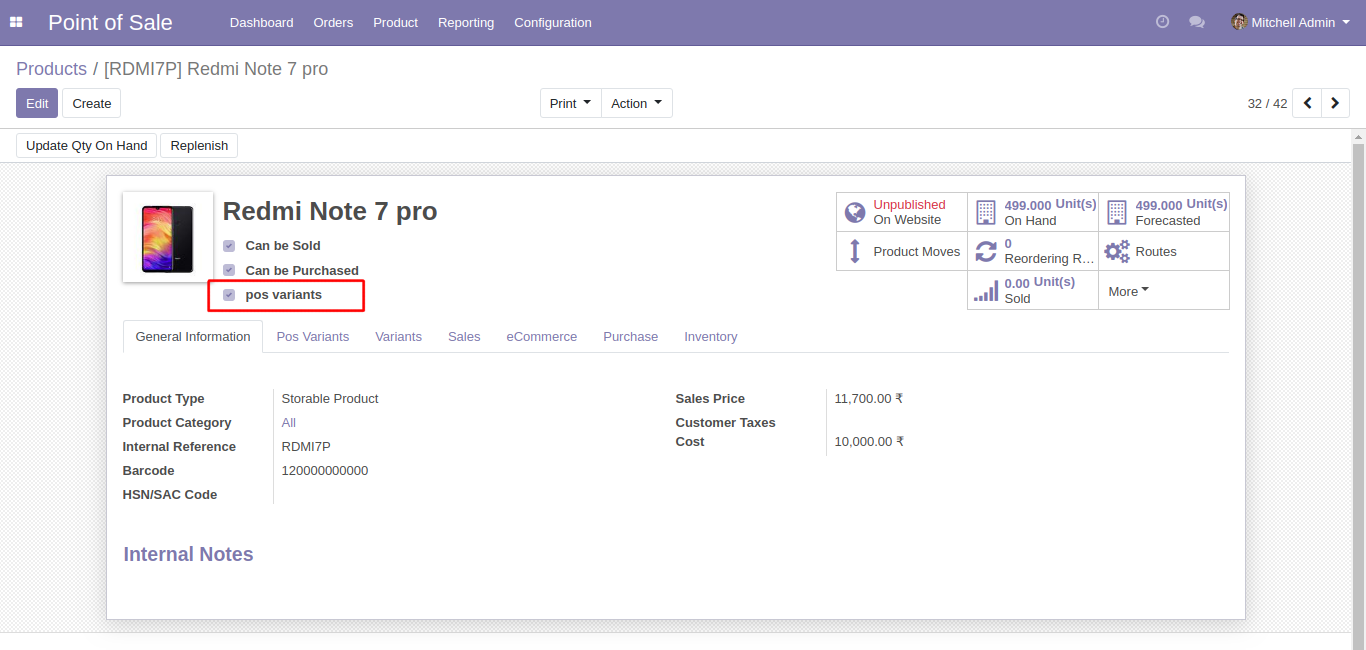 Point of Sale Dashboard Orders Product Reporting Configuration Mitchell Admin
Products / [RDMI7P] Redmi Note 7 pro
Edit Create Print Action 32 / 42
Update Qty On Hand Replenish
Redmi Note 7 pro
Can be Sold
Can be Purchased
pos variants
Unpublished
On Website
499.000 Unit(s)
On Hand
499.000 Unit(s)
Forecasted
Product Moves
0
Reordering R...
Routes
0.00 Unit(s)
Sold
More
General Information Pos Variants Variants Sales eCommerce Purchase Inventory
Product Type Storable Product
Product Category All
Internal Reference RDMI7P
Barcode 120000000000
HSN/SAC Code
Sales Price 11,700.00 ₹
Customer Taxes
Cost 10,000.00 ₹
Internal Notes